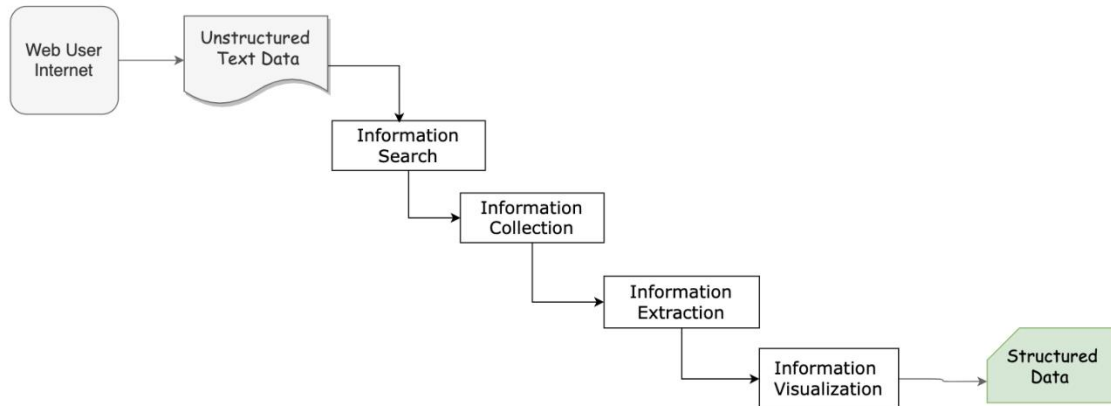 Web User
Internet
Unstructured
Text Data
Information
Search
Information
Collection
Information
Extraction
Information
Visualization
Structured
Data